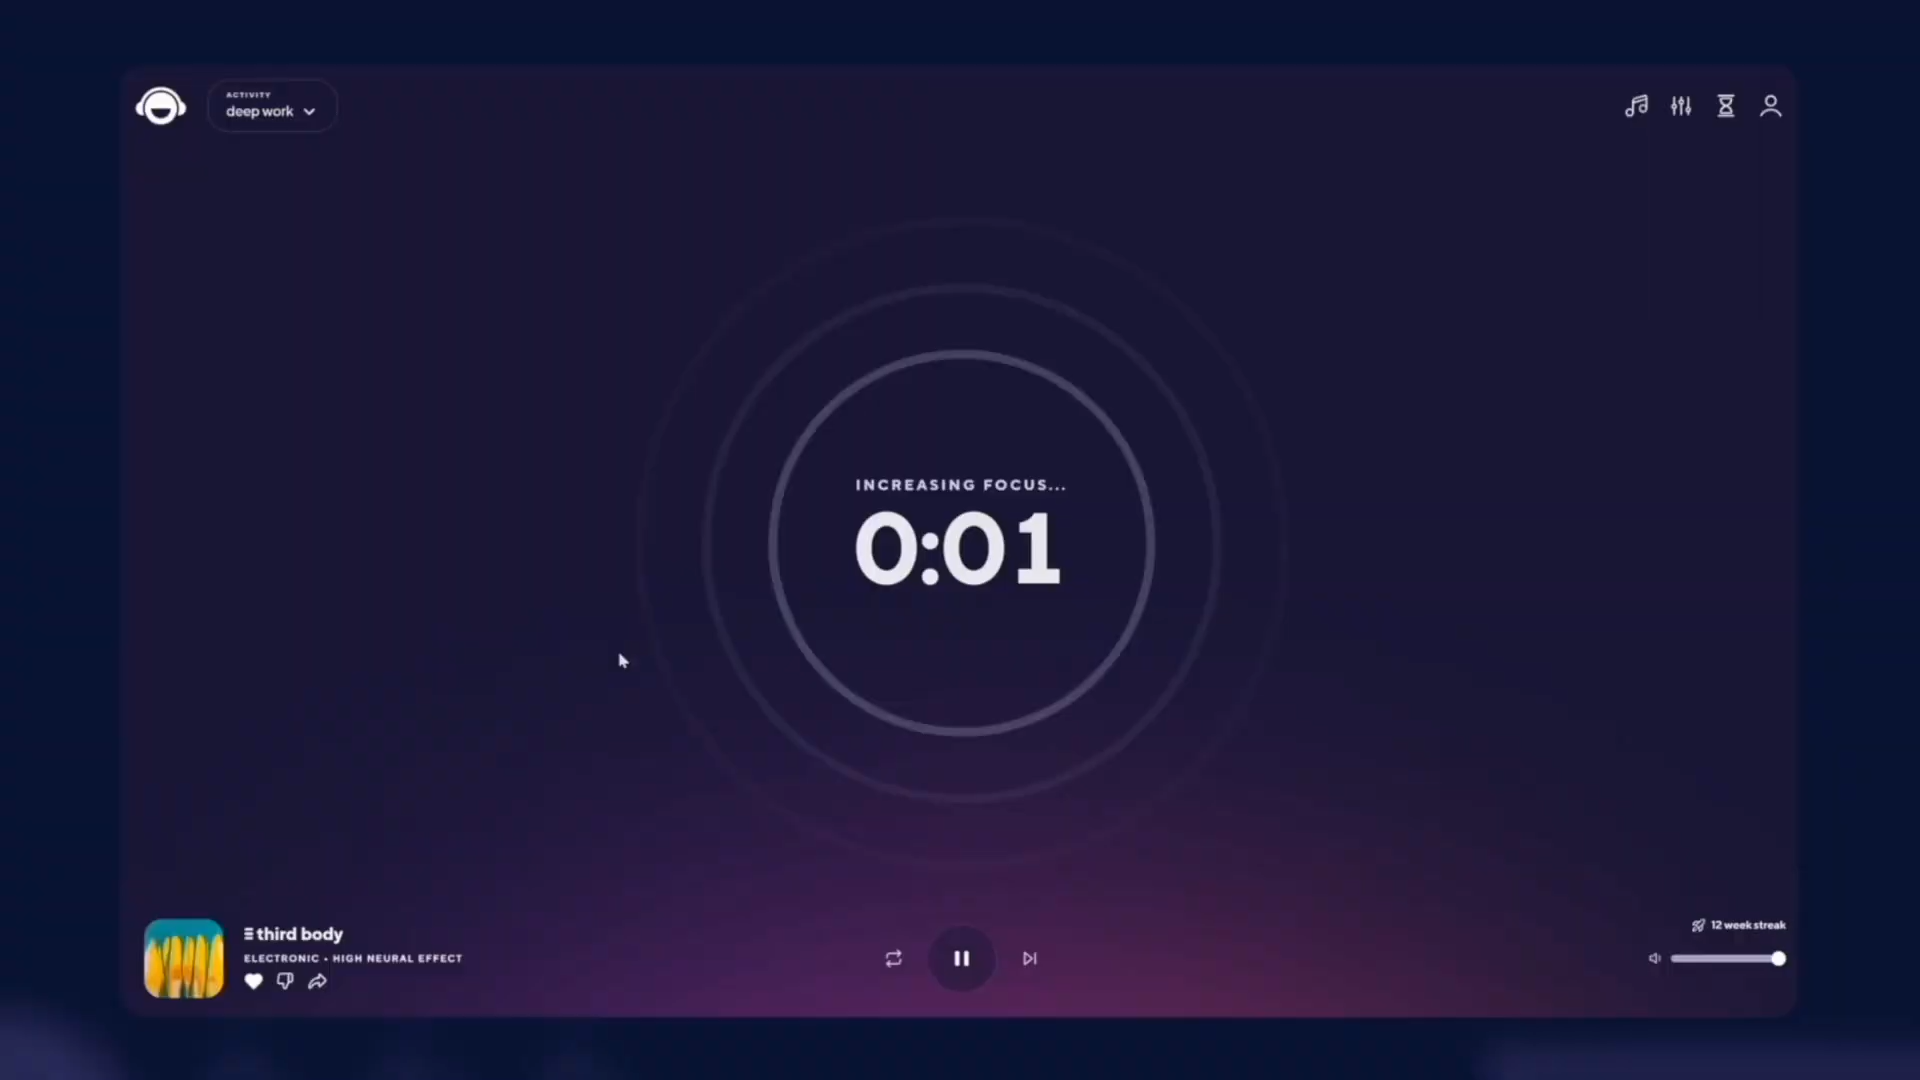 ACTIVITY
deep work
INCREASING FOCUS...
0:01
third body
ELECTRONIC • HIGH NEURAL EFFECT
12 week streak